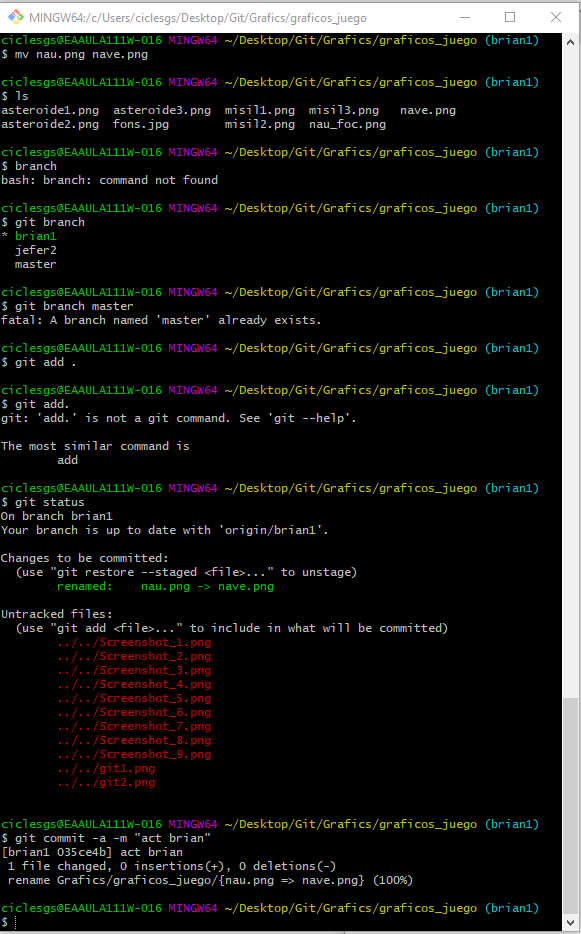 MINGW64:/c/Users/ciclesgs/Desktop/Git/Grafics/graficos_juego
ciclesgs@EAAULA111W-016 MINGW64 ~/Desktop/Git/Grafics/graficos_juego (brian1)
$ mv nau.png nave.png
ciclesgs@EAAULA111W-016 MINGW64 ~/Desktop/Git/Grafics/graficos_juego (brian1)
$ ls
asteroide1.png  asteroide3.png  misil1.png  misil3.png   nave.png
asteroide2.png  fons.jpg        misil2.png  nau_foc.png
ciclesgs@EAAULA111W-016 MINGW64 ~/Desktop/Git/Grafics/graficos_juego (brian1)
$ branch
bash: branch: command not found
ciclesgs@EAAULA111W-016 MINGW64 ~/Desktop/Git/Grafics/graficos_juego (brian1)
$ git branch
* brian1
  jefer2
  master
ciclesgs@EAAULA111W-016 MINGW64 ~/Desktop/Git/Grafics/graficos_juego (brian1)
$ git branch master
fatal: A branch named 'master' already exists.
ciclesgs@EAAULA111W-016 MINGW64 ~/Desktop/Git/Grafics/graficos_juego (brian1)
$ git add .
ciclesgs@EAAULA111W-016 MINGW64 ~/Desktop/Git/Grafics/graficos_juego (brian1)
$ git add.
git: 'add.' is not a git command. See 'git --help'.
The most similar command is
        add
ciclesgs@EAAULA111W-016 MINGW64 ~/Desktop/Git/Grafics/graficos_juego (brian1)
$ git status
On branch brian1
Your branch is up to date with 'origin/brian1'.
Changes to be committed:
  (use "git restore --staged <file>..." to unstage)
        renamed:    nau.png -> nave.png
Untracked files:
  (use "git add <file>..." to include in what will be committed)
        ../../Screenshot_1.png
        ../../Screenshot_2.png
        ../../Screenshot_3.png
        ../../Screenshot_4.png
        ../../Screenshot_5.png
        ../../Screenshot_6.png
        ../../Screenshot_7.png
        ../../Screenshot_8.png
        ../../Screenshot_9.png
        ../../git1.png
        ../../git2.png
ciclesgs@EAAULA111W-016 MINGW64 ~/Desktop/Git/Grafics/graficos_juego (brian1)
$ git commit -a -m "act brian"
[brian1 035ce4b] act brian
 1 file changed, 0 insertions(+), 0 deletions(-)
 rename Grafics/graficos_juego/{nau.png => nave.png} (100%)
ciclesgs@EAAULA111W-016 MINGW64 ~/Desktop/Git/Grafics/graficos_juego (brian1)
$